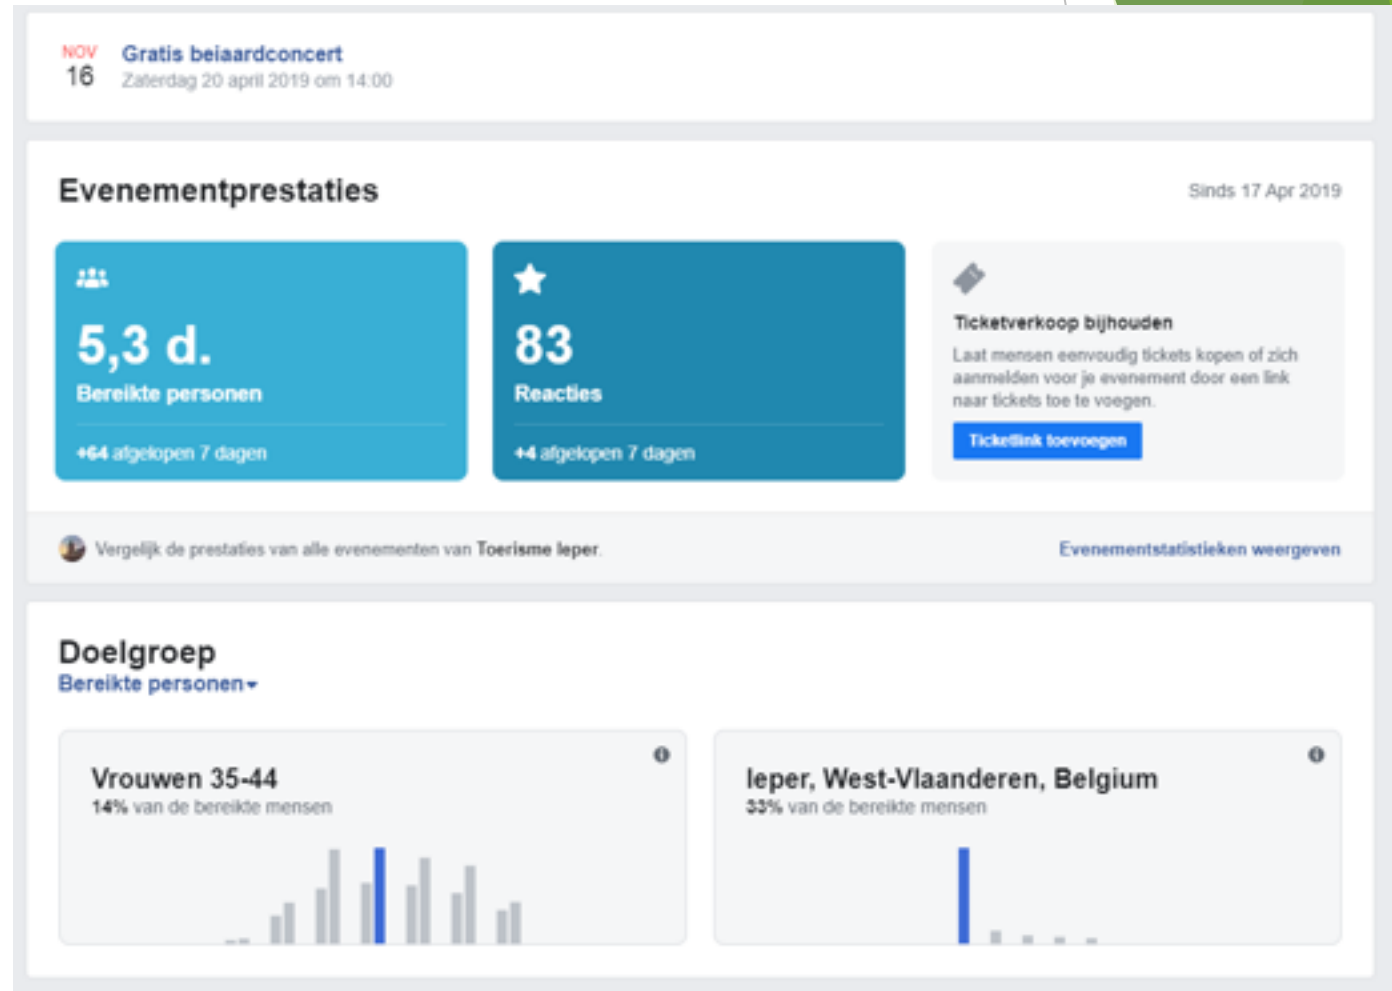 NOV
16
Gratis beiaardconcert
Zaterdag 20 april 2019 om 14:00
Evenementprestaties
Sinds 17 Apr 2019
5,3 d.
Bereikte personen
+64 afgelopen 7 dagen
83
Reacties
+4 afgelopen 7 dagen
Ticketverkoop bijhouden
Laat mensen eenvoudig tickets kopen of zich
aanmelden voor je evenement door een link
naar tickets toe te voegen.
Ticketlink toevoegen
Vergelijk de prestaties van alle evenementen van Toerisme Ieper.
Evenementstatistieken weergeven
Doelgroep
Bereikte personen
Vrouwen 35-44
14% van de bereikte mensen
Ieper, West-Vlaanderen, Belgium
33% van de bereikte mensen